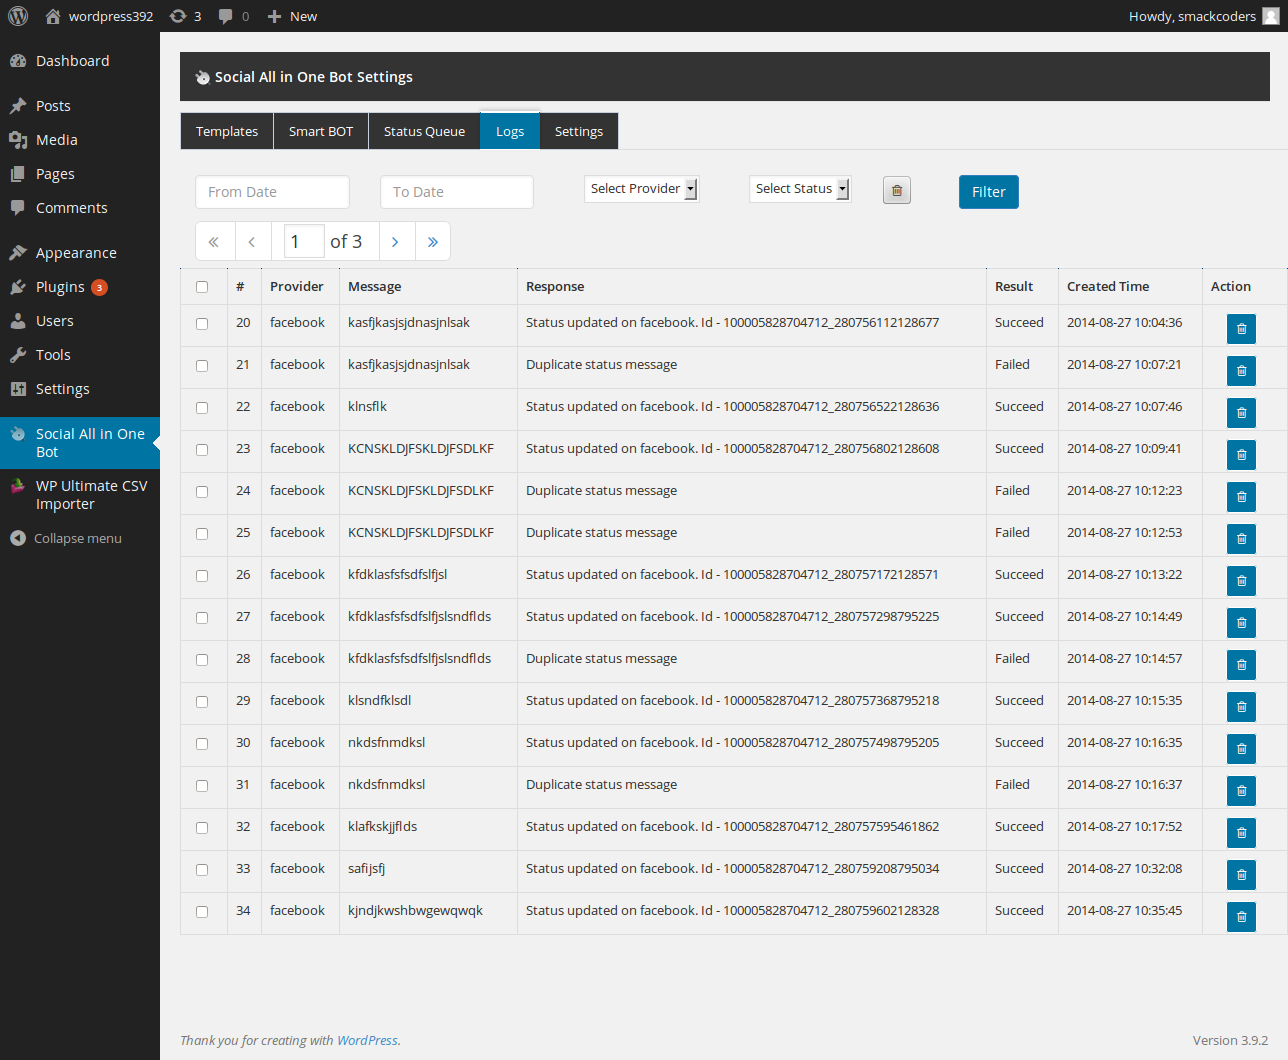 wordpress392 3 0 New Howdy, smackcoders
Dashboard
Posts
Media
Pages
Comments
Appearance
Plugins 3
Users
Tools
Settings
Social All in One
Bot
WP Ultimate CSV
Importer
Collapse menu
Social All in One Bot Settings
Templates Smart BOT Status Queue Logs Settings
From Date To Date Select Provider Select Status Filter
« ‹ 1 of 3 › »
# Provider Message Response Result Created Time Action
20 facebook kasfjkasjsjdnasjnlsak Status updated on facebook. Id - 100005828704712_280756112128677 Succeed 2014-08-27 10:04:36
21 facebook kasfjkasjsjdnasjnlsak Duplicate status message Failed 2014-08-27 10:07:21
22 facebook klnsflk Status updated on facebook. Id - 100005828704712_280756522128636 Succeed 2014-08-27 10:07:46
23 facebook KCNSKLDJFSKLDJFSDLKF Status updated on facebook. Id - 100005828704712_280756802128608 Succeed 2014-08-27 10:09:41
24 facebook KCNSKLDJFSKLDJFSDLKF Duplicate status message Failed 2014-08-27 10:12:23
25 facebook KCNSKLDJFSKLDJFSDLKF Duplicate status message Failed 2014-08-27 10:12:53
26 facebook kfdklasfsfsdfslfjsl Status updated on facebook. Id - 100005828704712_280757172128571 Succeed 2014-08-27 10:13:22
27 facebook kfdklasfsfsdfslfjslsndflds Status updated on facebook. Id - 100005828704712_280757298795225 Succeed 2014-08-27 10:14:49
28 facebook kfdklasfsfsdfslfjslsndflds Duplicate status message Failed 2014-08-27 10:14:57
29 facebook klsndfklsdl Status updated on facebook. Id - 100005828704712_280757368795218 Succeed 2014-08-27 10:15:35
30 facebook nkdsfnmdksl Status updated on facebook. Id - 100005828704712_280757498795205 Succeed 2014-08-27 10:16:35
31 facebook nkdsfnmdksl Duplicate status message Failed 2014-08-27 10:16:37
32 facebook klafkskjjflds Status updated on facebook. Id - 100005828704712_280757595461862 Succeed 2014-08-27 10:17:52
33 facebook safijsfj Status updated on facebook. Id - 100005828704712_280759208795034 Succeed 2014-08-27 10:32:08
34 facebook kjndjkwshbwgewqwqk Status updated on facebook. Id - 100005828704712_280759602128328 Succeed 2014-08-27 10:35:45
Thank you for creating with WordPress. Version 3.9.2